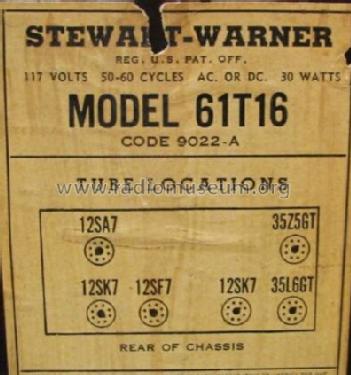 STEWART-WARNER
REG. U.S. PAT. OFF.
117 VOLTS 50-60 CYCLES AC. OR DC. 30 WATTS
MODEL 61T16
CODE 9022-A
www.radiomuseum.org
TUBE LOCATIONS
12SA7 35Z5GT
12SK7 12SF7 12SK7 35L6GT
REAR OF CHASSIS